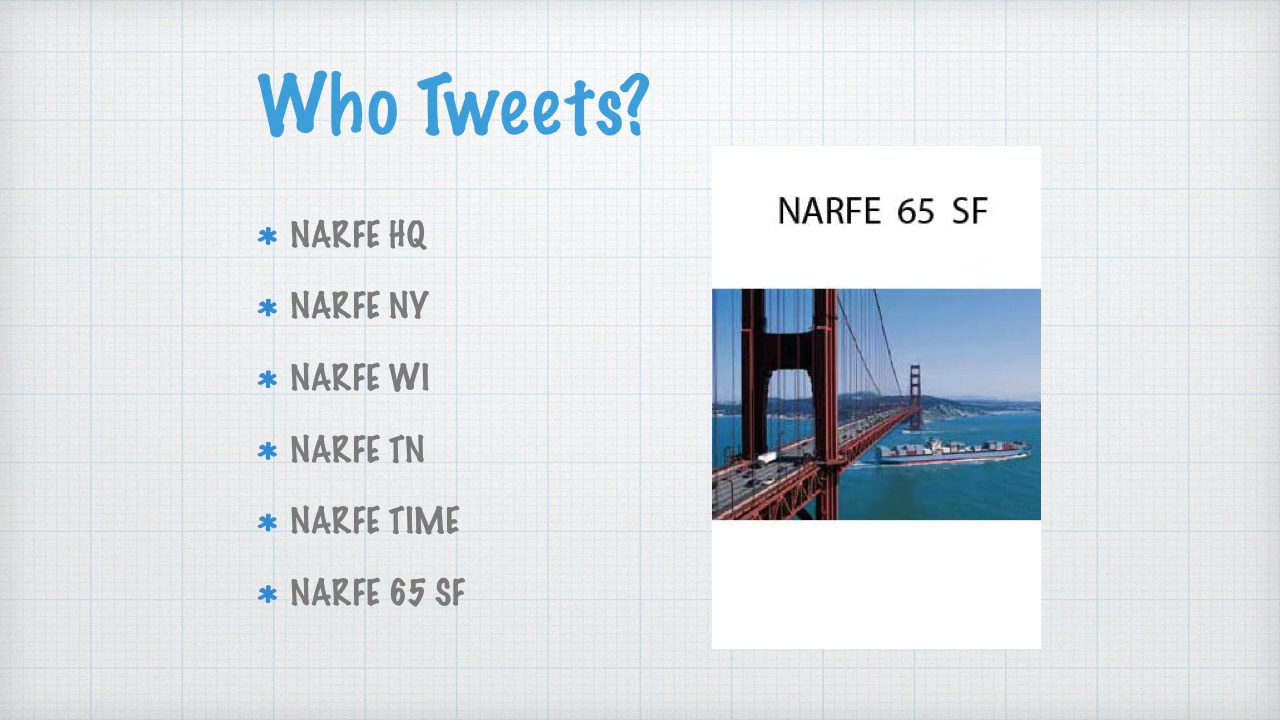 Who Tweets?
* NARFE HQ
* NARFE NY
* NARFE WI
* NARFE TN
* NARFE TIME
* NARFE 65 SF
NARFE 65 SF